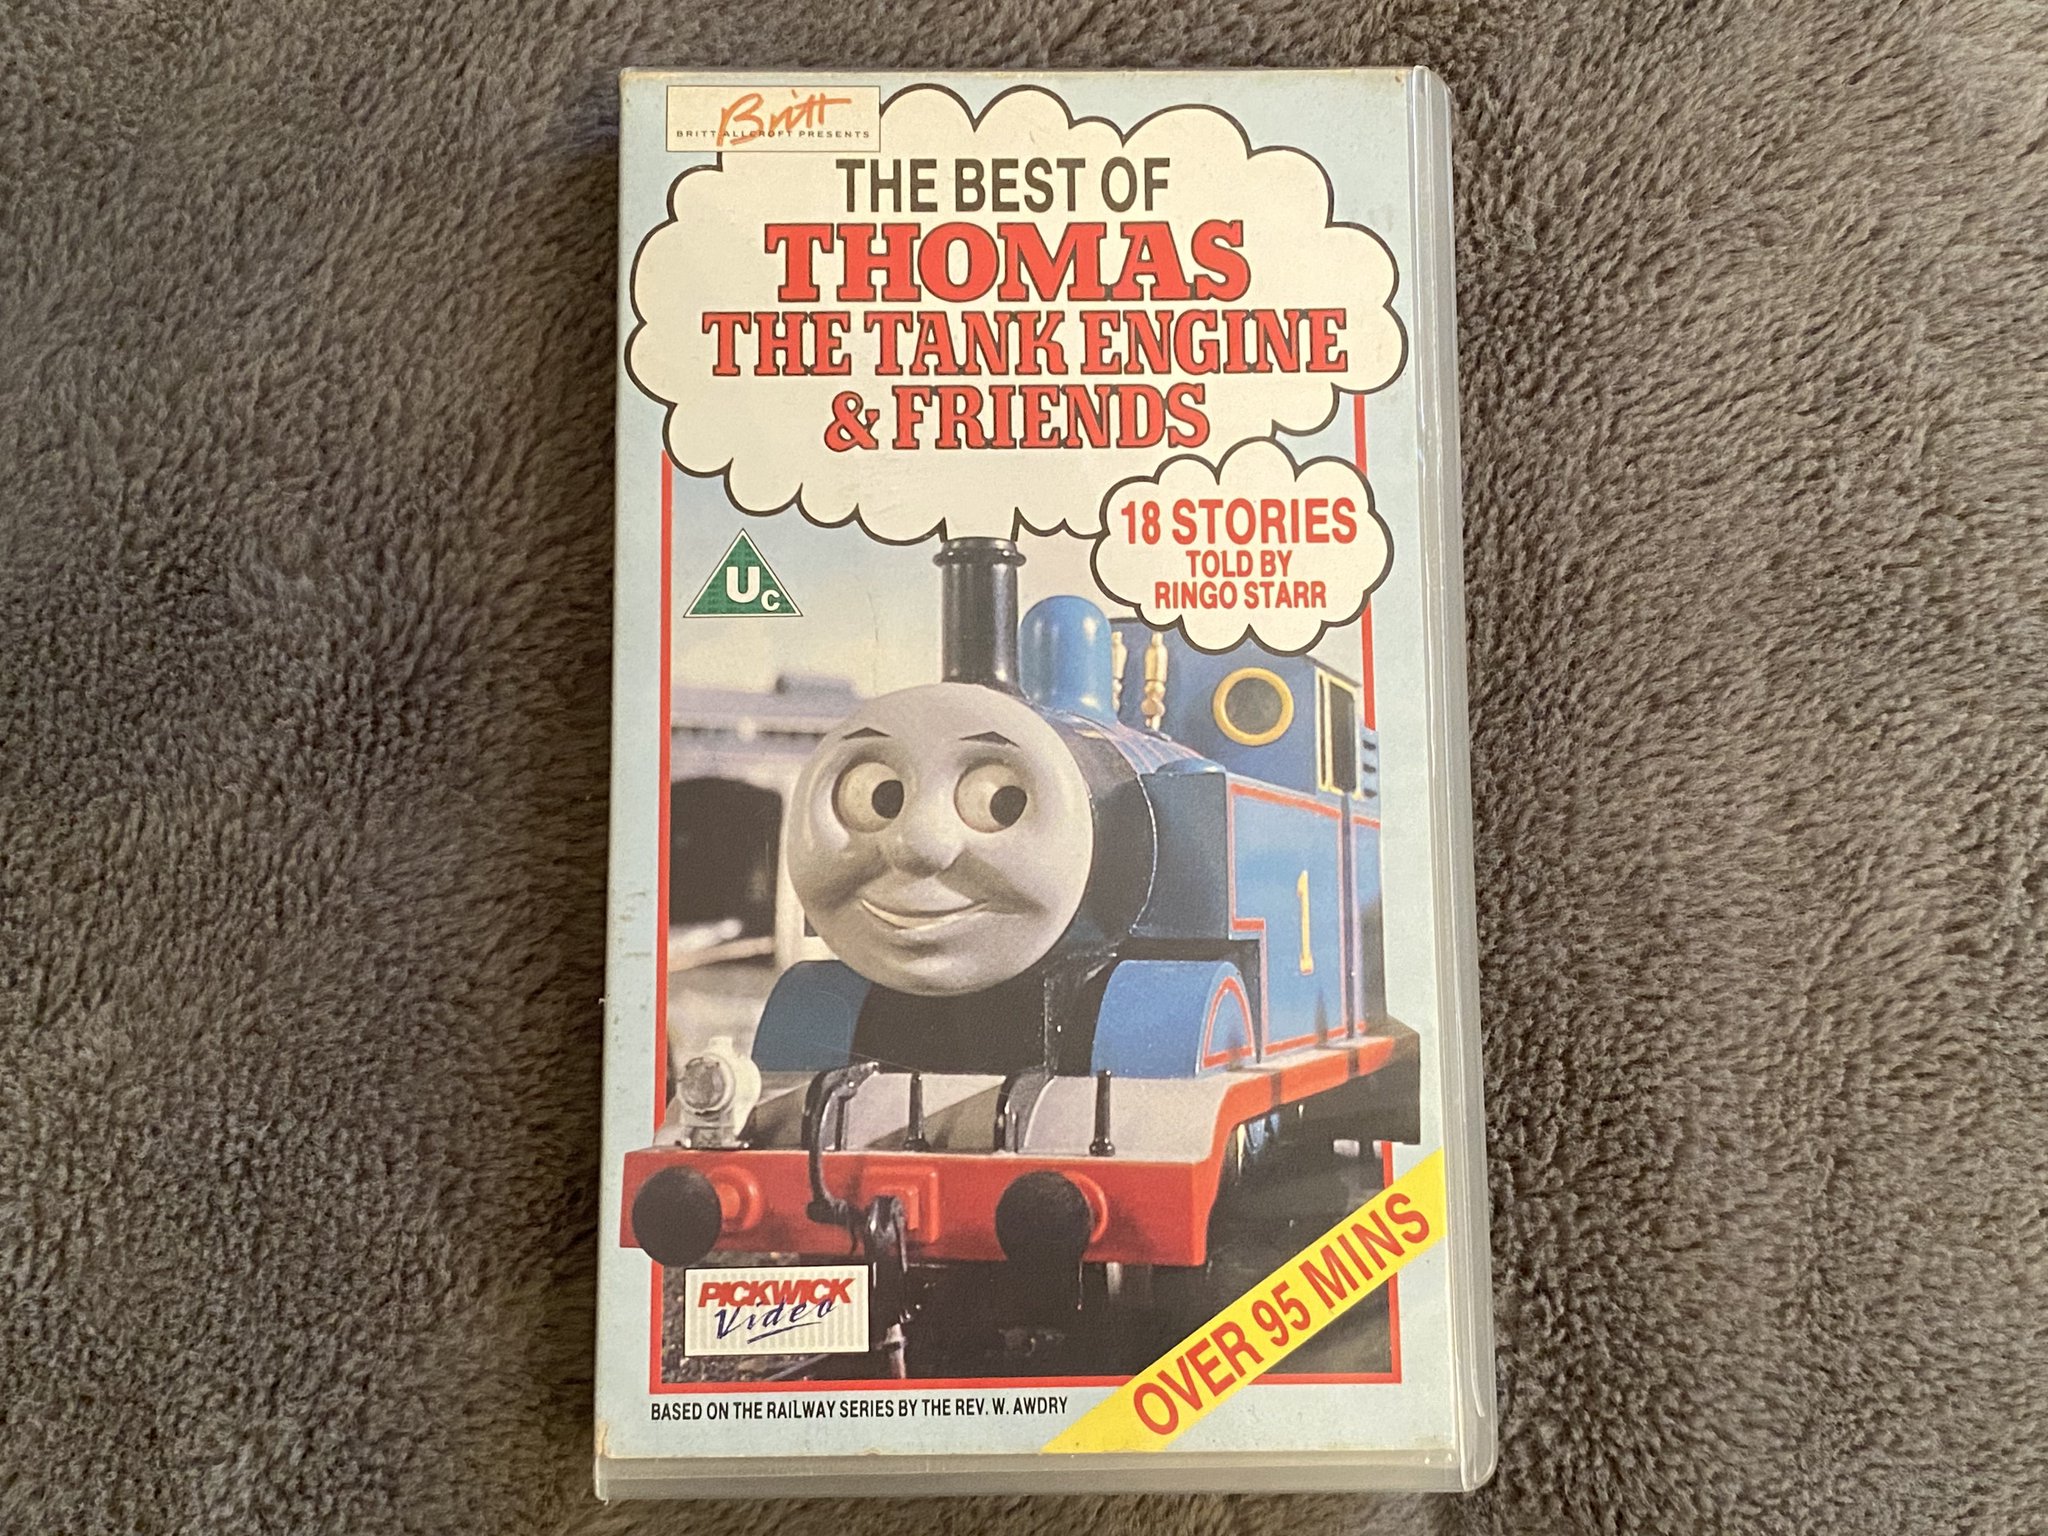 Britt
BRITT ALLCROFT PRESENTS
THE BEST OF
THOMAS
THE TANK ENGINE
& FRIENDS
18 STORIES
TOLD BY
RINGO STARR
Uc
1
PICKWICK
Video
OVER 95 MINS
BASED ON THE RAILWAY SERIES BY THE REV. W. AWDRY